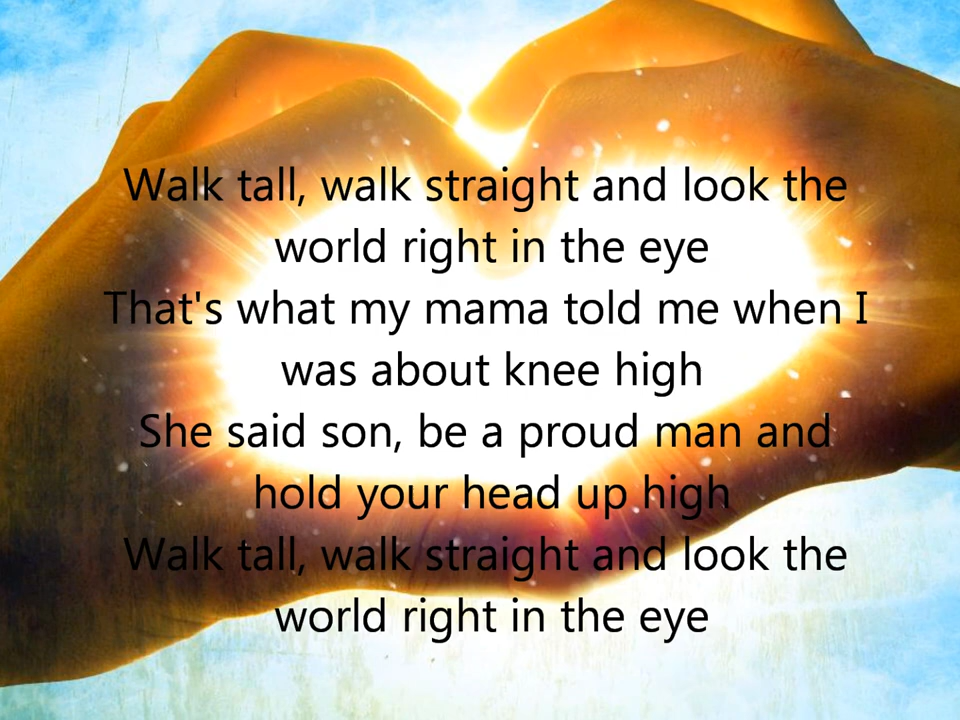 Walk tall, walk straight and look the
world right in the eye
That's what my mama told me when I
was about knee high
She said son, be a proud man and
hold your head up high
Walk tall, walk straight and look the
world right in the eye